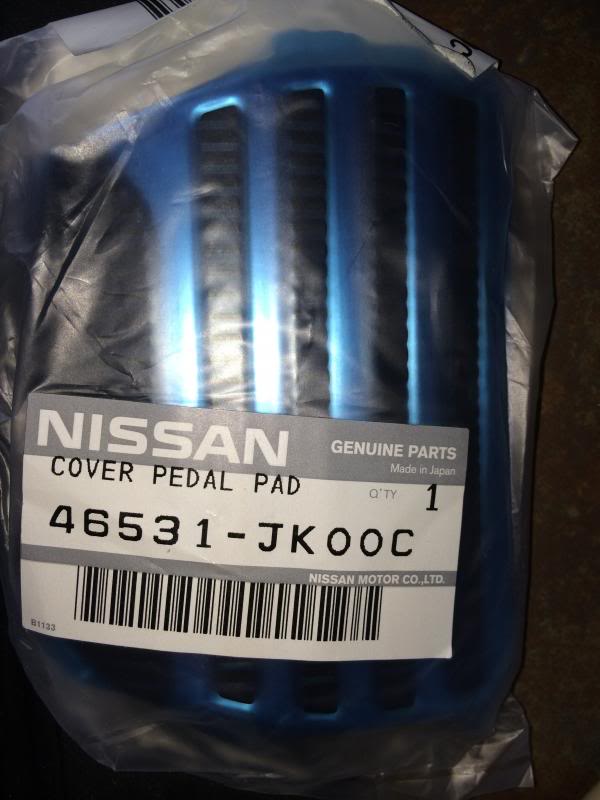 NISSAN
GENUINE PARTS
Made in Japan
COVER PEDAL PAD
Q'TY 1
46531-JK00C
NISSAN MOTOR CO.,LTD.
B1133